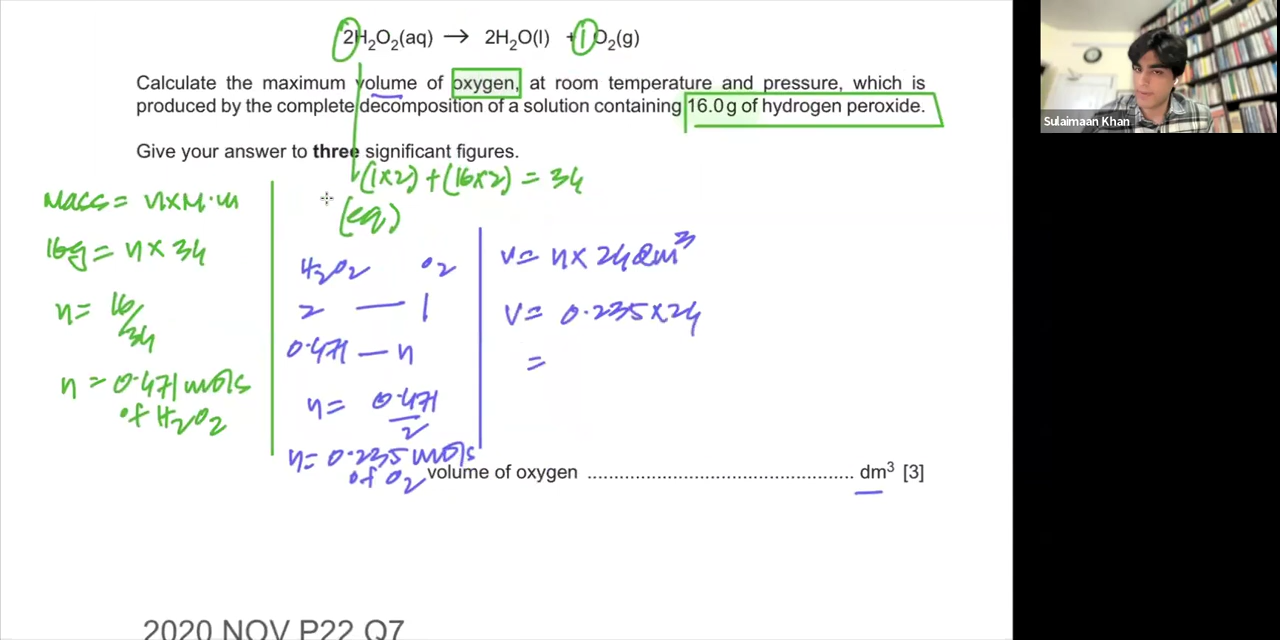 2H₂O₂(aq) → 2H₂O(l) + 1 O₂(g)
Calculate the maximum volume of oxygen, at room temperature and pressure, which is
produced by the complete decomposition of a solution containing 16.0 g of hydrogen peroxide.
Give your answer to three significant figures.
(1×2) + (16×2) = 34
Mass = n×M.m
16g = n × 34
n = 16/34
n = 0.471 mols
of H₂O₂
(eq)
H₂O₂ O₂
2 — 1
0.471 — n
n = 0.471/2
n = 0.235 mols
of O₂
v = n × 24 dm³
v = 0.235×24
=
volume of oxygen .................................................... dm³ [3]
2020 NOV P22 Q7
Sulaimaan Khan